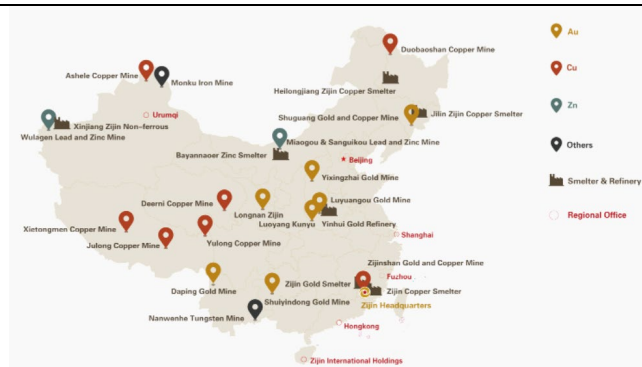 Duobaoshan Copper Mine
Ashele Copper Mine
Monku Iron Mine
Heilongjiang Zijin Copper Smelter
Urumqi
Shuguang Gold and Copper Mine
Jilin Zijin Copper Smelter
Xinjiang Zijin Non-ferrous
Wulagen Lead and Zinc Mine
Miaogou & Sanguikou Lead and Zinc Mine
Bayannaoer Zinc Smelter
Beijing
Yixingzhai Gold Mine
Deerni Copper Mine
Longnan Zijin
Luyuangou Gold Mine
Luoyang Kunyu
Yinhui Gold Refinery
Xietongmen Copper Mine
Julong Copper Mine
Yulong Copper Mine
Shanghai
Zijinshan Gold and Copper Mine
Daping Gold Mine
Zijin Gold Smelter
Fuzhou
Zijin Copper Smelter
Shuiyindong Gold Mine
Zijin Headquarters
Nanwenhe Tungsten Mine
Hongkong
Zijin International Holdings
Au
Cu
Zn
Others
Smelter & Refinery
Regional Office